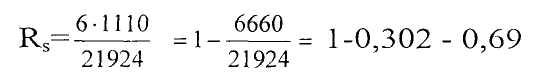 Rₛ=6·1110/21924 =1-6660/21924= 1-0,302 - 0,69